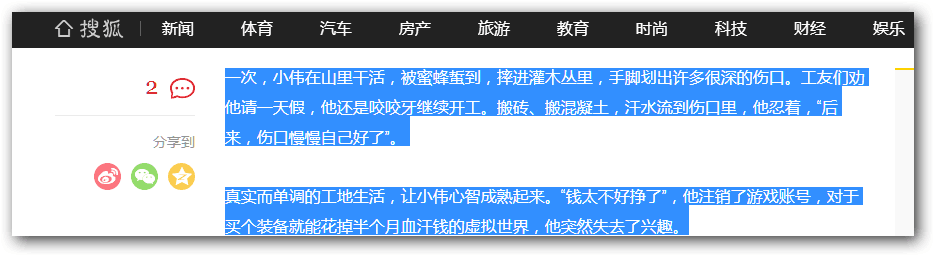 搜狐 新闻 体育 汽车 房产 旅游 教育 时尚 科技 财经 娱乐
2
分享到
一次，小伟在山里干活，被蜜蜂蜇到，摔进灌木丛里，手脚划出许多很深的伤口。工友们劝
他请一天假，他还是咬咬牙继续开工。搬砖、搬混凝土，汗水流到伤口里，他忍着，“后
来，伤口慢慢自己好了”。
真实而单调的工地生活，让小伟心智成熟起来。“钱太不好挣了”，他注销了游戏账号，对于
买个装备就能花掉半个月血汗钱的虚拟世界，他突然失去了兴趣。